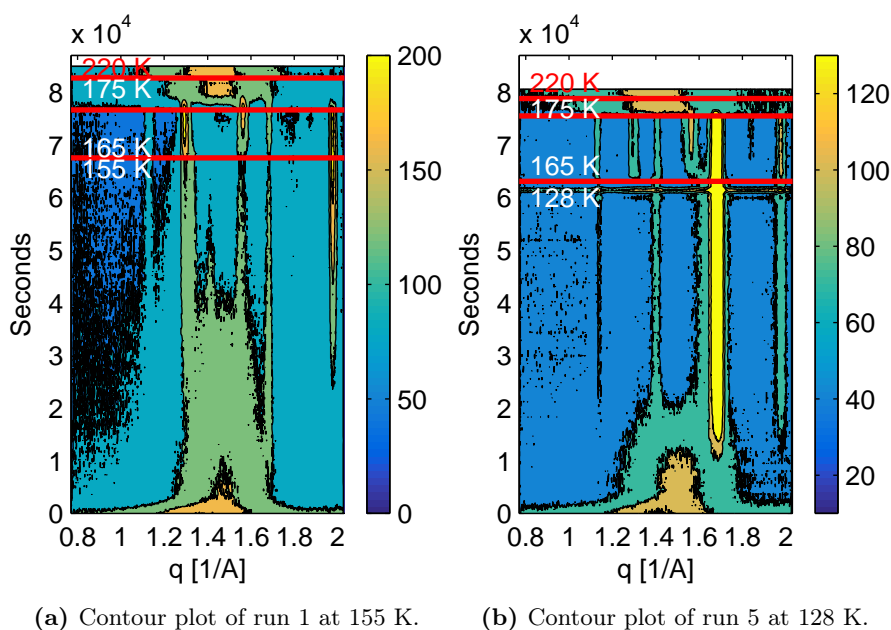 x 10^4
220 K
175 K
165 K
155 K
Seconds
8
7
6
5
4
3
2
1
0
0.8 1 1.2 1.4 1.6 1.8 2
q [1/A]
200
150
100
50
0
x 10^4
220 K
175 K
165 K
128 K
Seconds
8
7
6
5
4
3
2
1
0
0.8 1 1.2 1.4 1.6 1.8 2
q [1/A]
120
100
80
60
40
20
(a) Contour plot of run 1 at 155 K.
(b) Contour plot of run 5 at 128 K.